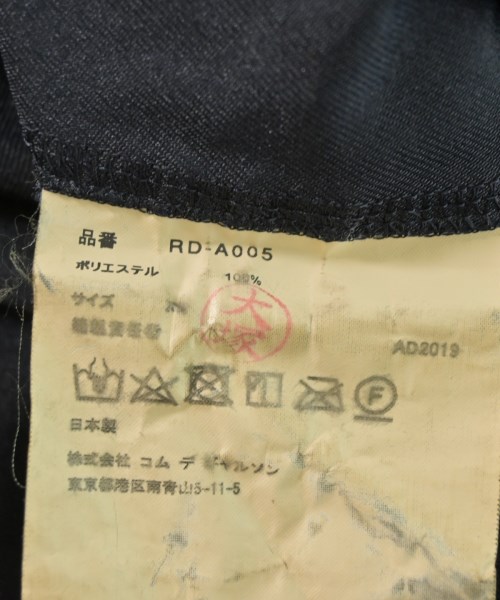 品番 RD-A005
ポリエステル 100%
サイズ
AD2019
F
日本製
株式会社 コム デ ギャルソン
東京都港区南青山5-11-5